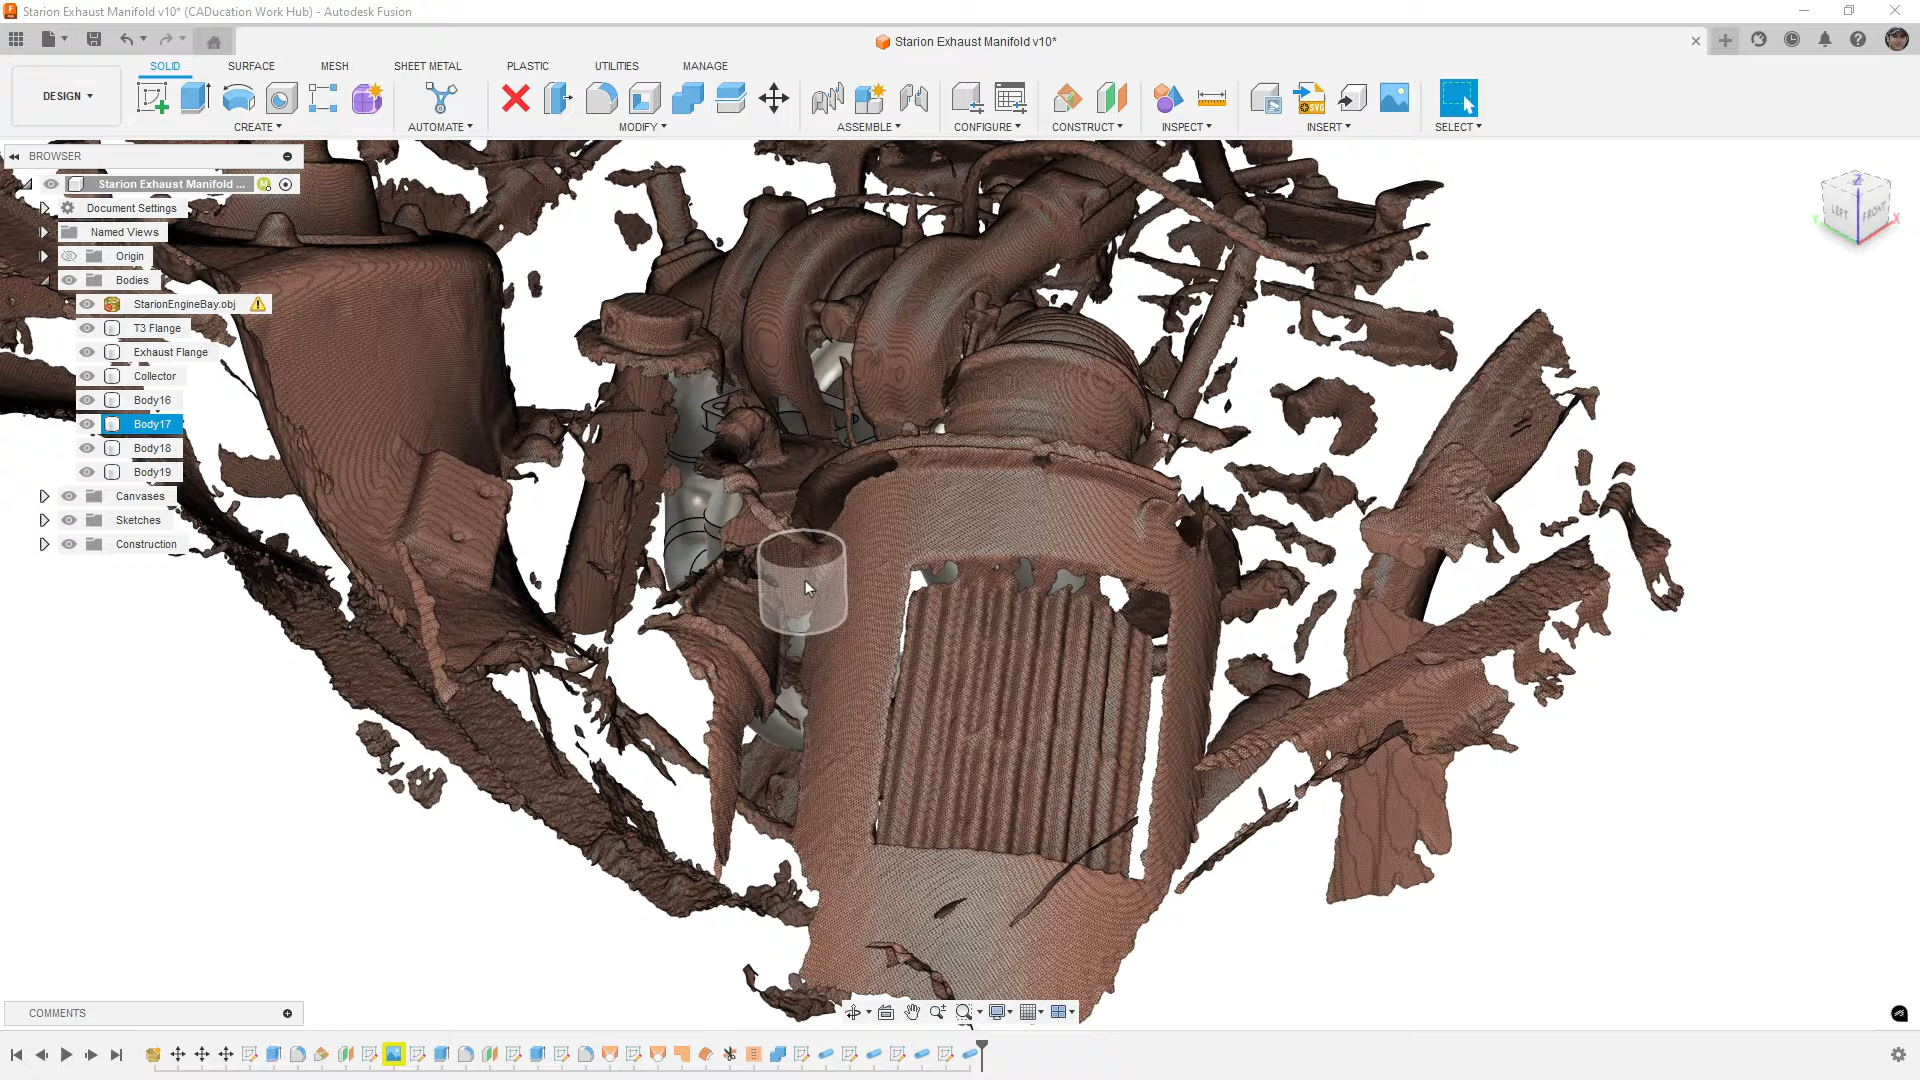 Starion Exhaust Manifold v10* (CADucation Work Hub) - Autodesk Fusion
Starion Exhaust Manifold v10*
SOLID SURFACE MESH SHEET METAL PLASTIC UTILITIES MANAGE
DESIGN
CREATE AUTOMATE MODIFY ASSEMBLE CONFIGURE CONSTRUCT INSPECT INSERT SELECT
BROWSER
Starion Exhaust Manifold ...
Document Settings
Named Views
Origin
Bodies
StarionEngineBay.obj
T3 Flange
Exhaust Flange
Collector
Body16
Body17
Body18
Body19
Canvases
Sketches
Construction
Z
LEFT FRONT
Y X
COMMENTS